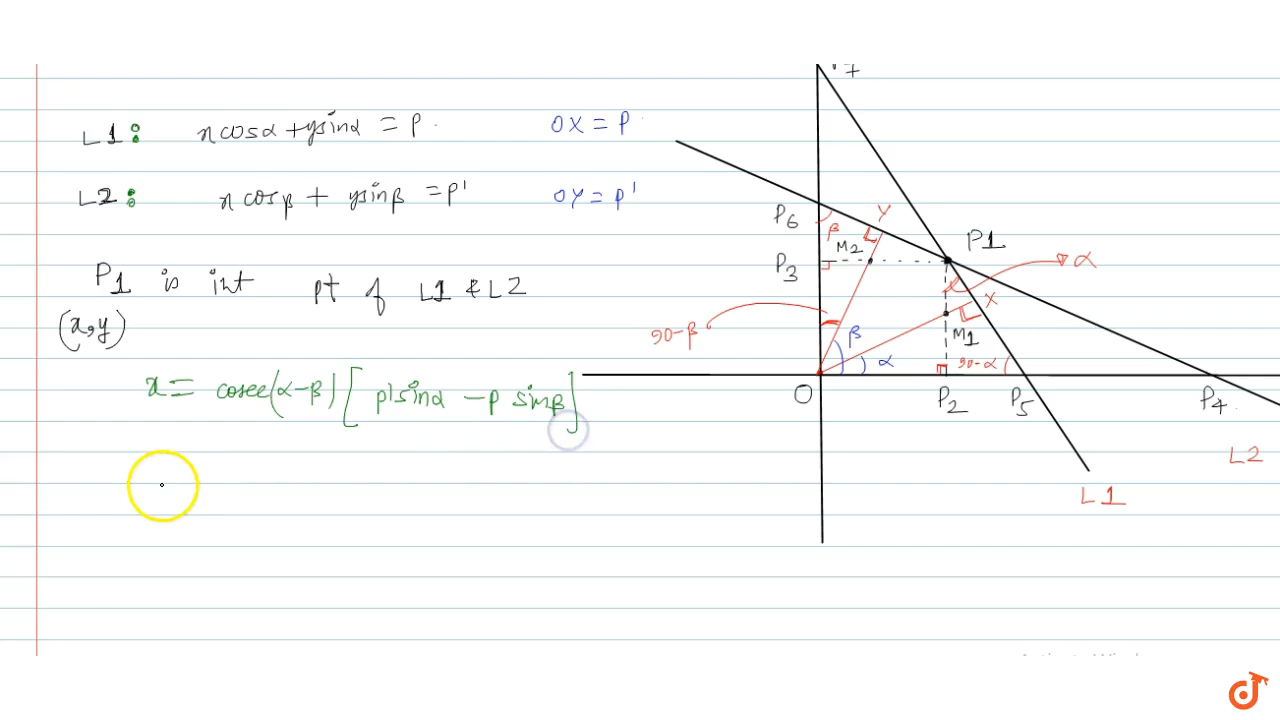 L1: x cosα + y sinα = P. OX = P
L2: x cosβ + y sinβ = P' OY = P'
P1 is int pt of L1 & L2
(x,y)
x = cosec(α-β) [ p'sinα - p sinβ ]
P6
β
Y
M2
P3
P1
α
X
90-β
β
α
M1
90-α
O
P2
P5
P4
L2
L1